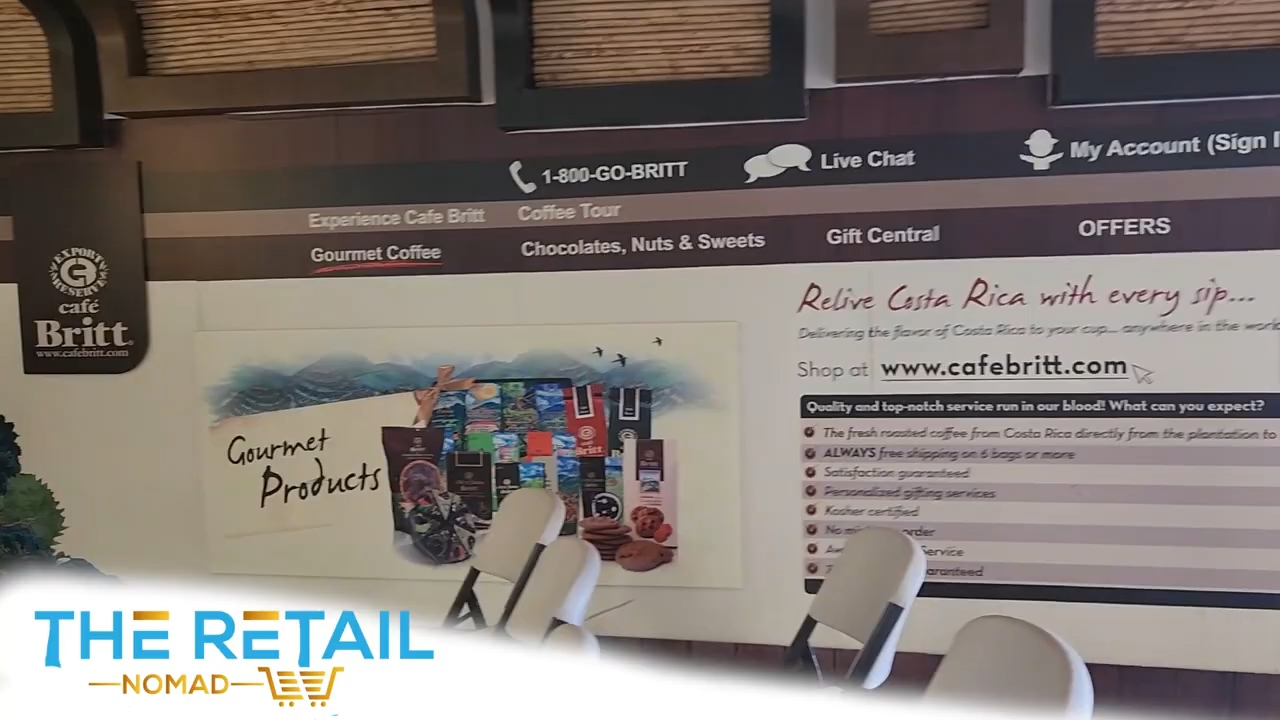 1-800-GO-BRITT
Live Chat
My Account (Sign
Experience Cafe Britt
Coffee Tour
Gourmet Coffee
Chocolates, Nuts & Sweets
Gift Central
OFFERS
EXPORT
RESERVE
café
Britt
www.cafebritt.com
Relive Costa Rica with every sip...
Delivering the flavor of Costa Rica to your cup... anywhere in the
Shop at www.cafebritt.com
Quality and top-notch service run in our blood! What can you expect?
The fresh roasted coffee from Costa Rica directly from the plantation to
ALWAYS free shipping on 6 bags or more
Satisfaction guaranteed
Personalized gifting services
Kosher certified
No order
Service
Gourmet
Products
Britt
Britt
THE RETAIL
NOMAD